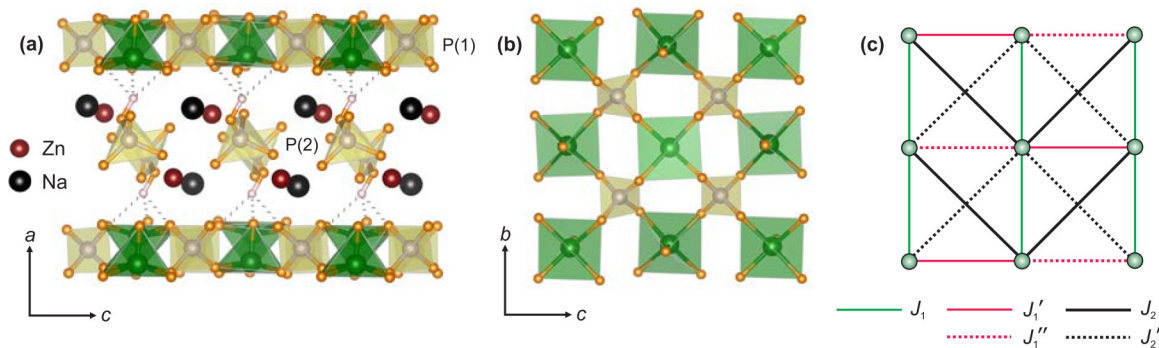 (a)
P(1)
P(2)
Zn
Na
a
c
(b)
b
c
(c)
J₁ J₁′ J₂
J₁″ J₂′